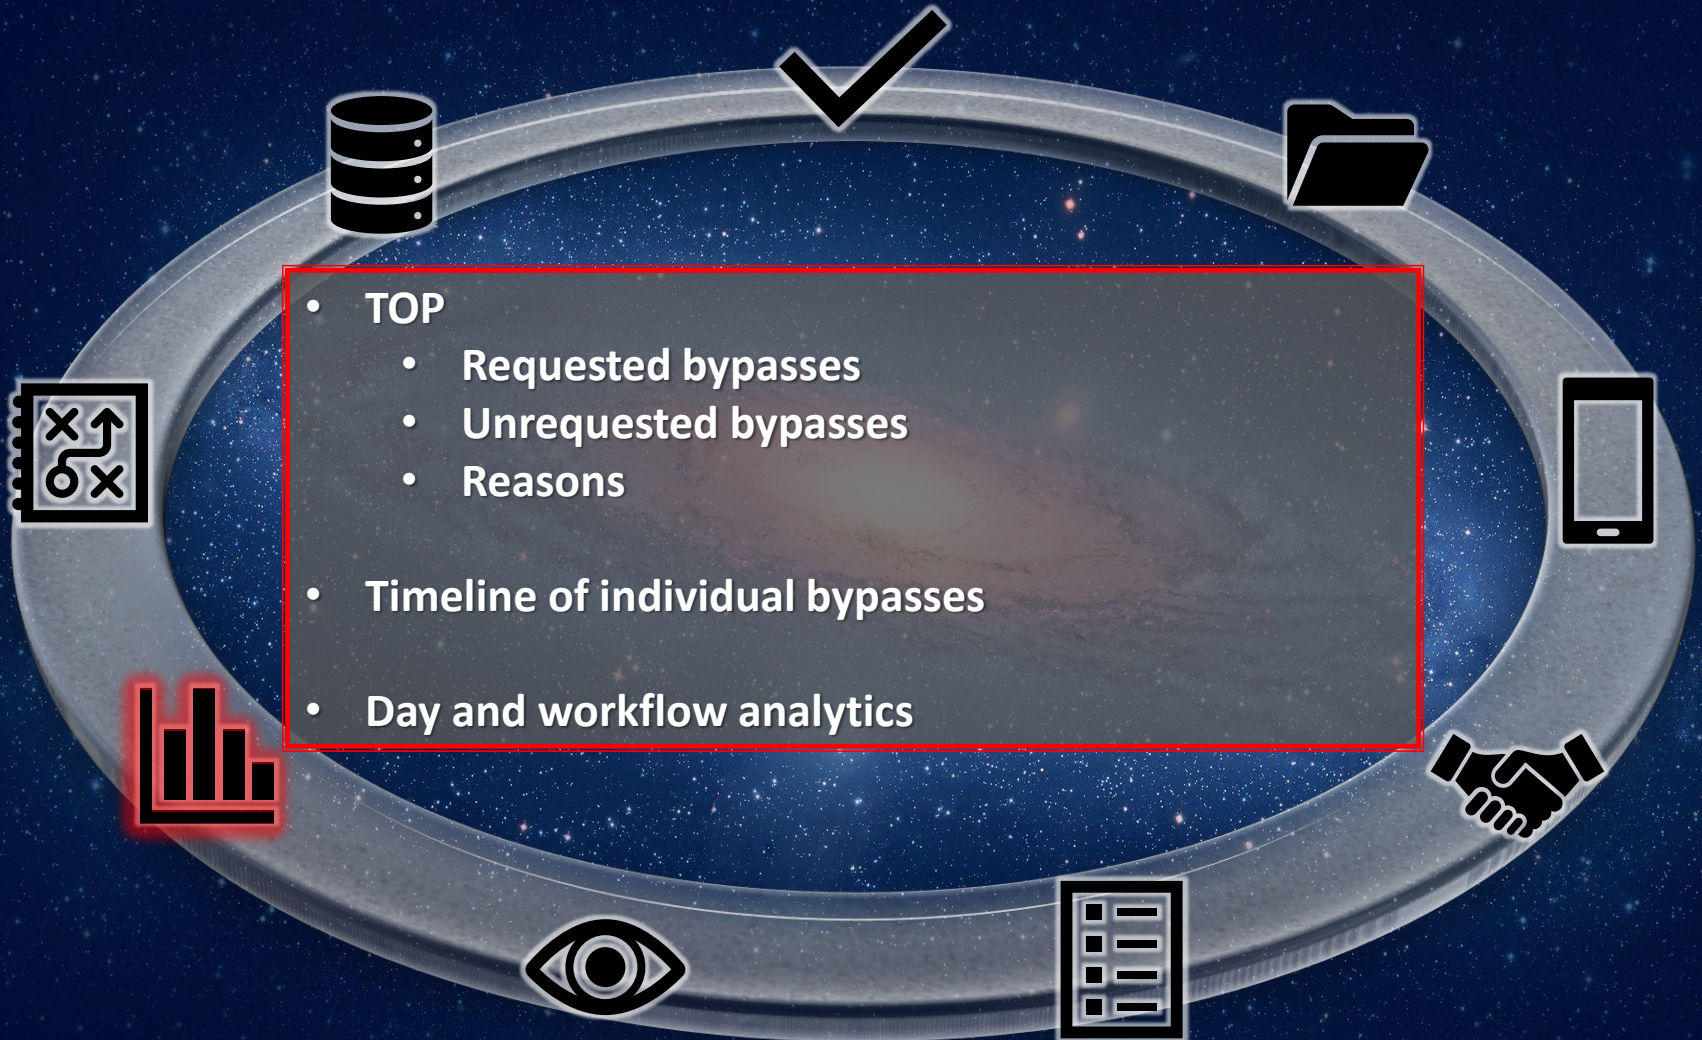 • TOP
• Requested bypasses
• Unrequested bypasses
• Reasons
• Timeline of individual bypasses
• Day and workflow analytics